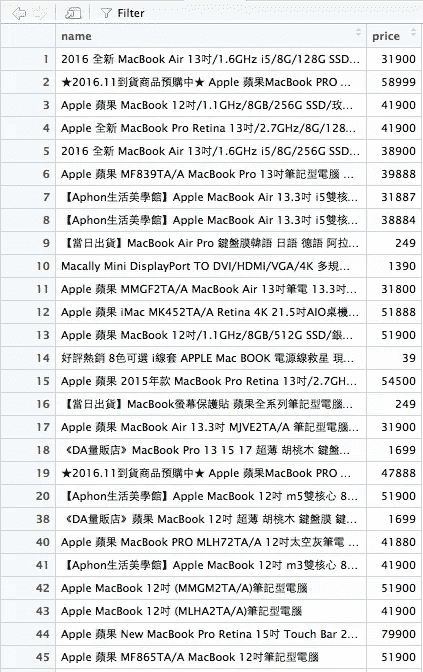 Filter
name price
1 2016 全新 MacBook Air 13吋/1.6GHz i5/8G/128G SSD... 31900
2 ★2016.11到貨商品預購中★ Apple 蘋果MacBook PRO ... 58999
3 Apple 蘋果 MacBook 12吋/1.1GHz/8GB/256G SSD/玫... 41900
4 2016 全新 MacBook Pro Retina 13吋/2.7GHz/8G/128... 41900
5 2016 全新 MacBook Air 13吋/1.6GHz i5/8G/256G SSD... 38900
6 Apple 蘋果 MF839TA/A MacBook Pro 13吋筆記型電腦 ... 39888
7 【Aphon生活美學館】Apple MacBook Air 13.3吋 i5雙核... 31887
8 【Aphon生活美學館】Apple MacBook Air 13.3吋 i5雙核... 38884
9 【當日出貨】MacBook Air Pro 鍵盤膜韓語 日語 德語 阿拉... 249
10 Macally Mini DisplayPort TO DVI/HDMI/VGA/4K 多規... 1390
11 Apple 蘋果 MMGF2TA/A MacBook Air 13吋筆電 13.3吋... 31800
12 Apple 蘋果 iMac MK452TA/A Retina 4K 21.5吋AIO桌機... 51888
13 Apple 蘋果 MacBook 12吋/1.1GHz/8GB/512G SSD/銀... 51900
14 好評熱銷 8色可選 i線套 APPLE Mac BOOK 電源線救星 現... 39
15 Apple 蘋果 2015年款 MacBook Pro Retina 13吋/2.7GH... 54500
16 【當日出貨】MacBook螢幕保護貼 蘋果全系列筆記型電腦... 249
17 Apple 蘋果 MacBook Air 13.3吋 MJVE2TA/A 筆記型電... 31900
18 《DA量販店》MacBook Pro 13 15 17 超薄 胡桃木 鍵盤... 1699
19 ★2016.11到貨商品預購中★ Apple 蘋果MacBook PRO ... 47888
20 【Aphon生活美學館】Apple MacBook 12吋 m5雙核心 8... 51900
38 《DA量販店》蘋果 MacBook 12吋 超薄 胡桃木 鍵盤膜 鍵... 1699
40 Apple 蘋果 MacBook PRO MLH72TA/A 12吋太空灰筆電 ... 41880
41 【Aphon生活美學館】Apple MacBook 12吋 m3雙核心 8... 41900
42 Apple MacBook 12吋 (MMGM2TA/A)筆記型電腦 51900
43 Apple MacBook 12吋 (MLHA2TA/A)筆記型電腦 41900
44 Apple 蘋果 New MacBook Pro Retina 15吋 Touch Bar 2... 79900
45 Apple 蘋果 MF865TA/A MacBook 12吋筆記型電腦 51900